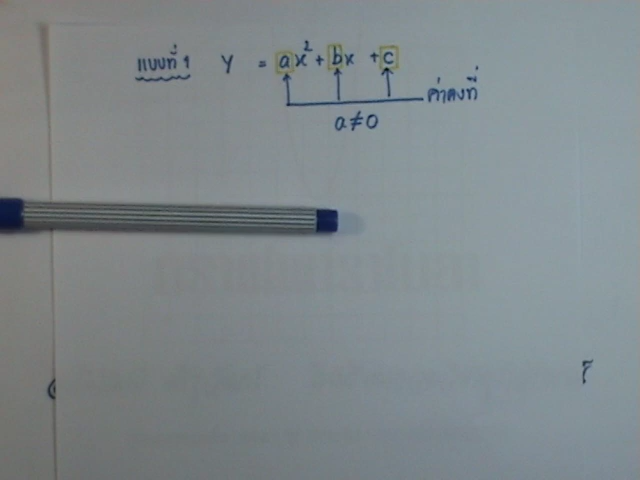 แบบที่ 1 Y = ax² + bx + c
ค่าคงที่
a ≠ 0